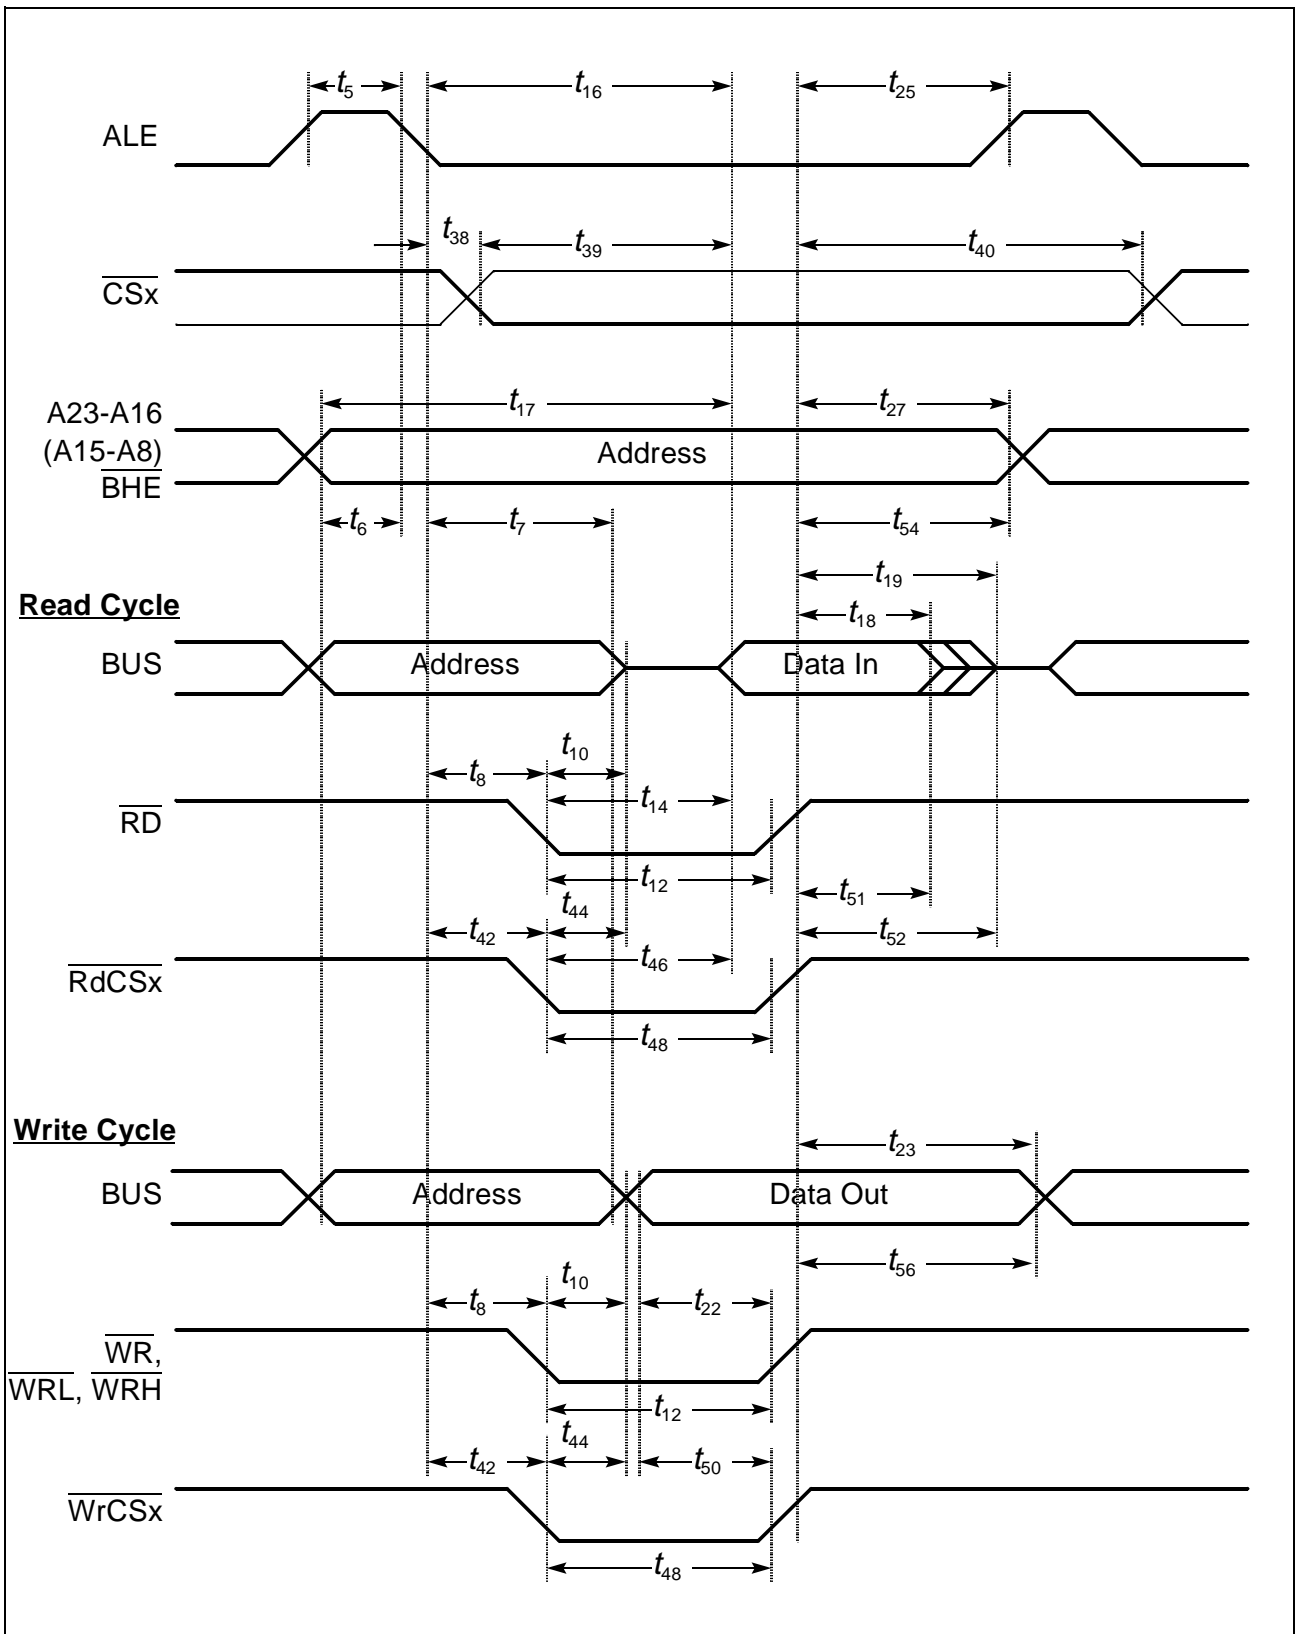 t5 t16 t25
ALE
t38 t39 t40
CSx
A23-A16
(A15-A8)
BHE
t17 t27
Address
t6 t7 t54
t19
Read Cycle
t18
BUS Address Data In
t10
t8
t14
RD
t12 t51
t44
t42 t52
t46
RdCSx
t48
Write Cycle
t23
BUS Address Data Out
t56
t10
t8 t22
WR,
WRL, WRH
t12
t44
t42 t50
WrCSx
t48